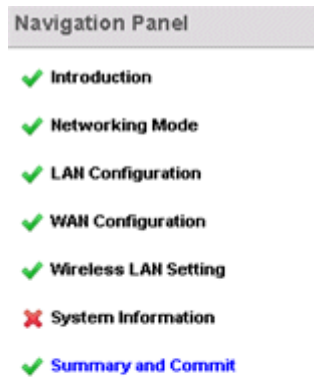 Navigation Panel
Introduction
Networking Mode
LAN Configuration
WAN Configuration
Wireless LAN Setting
System Information
Summary and Commit